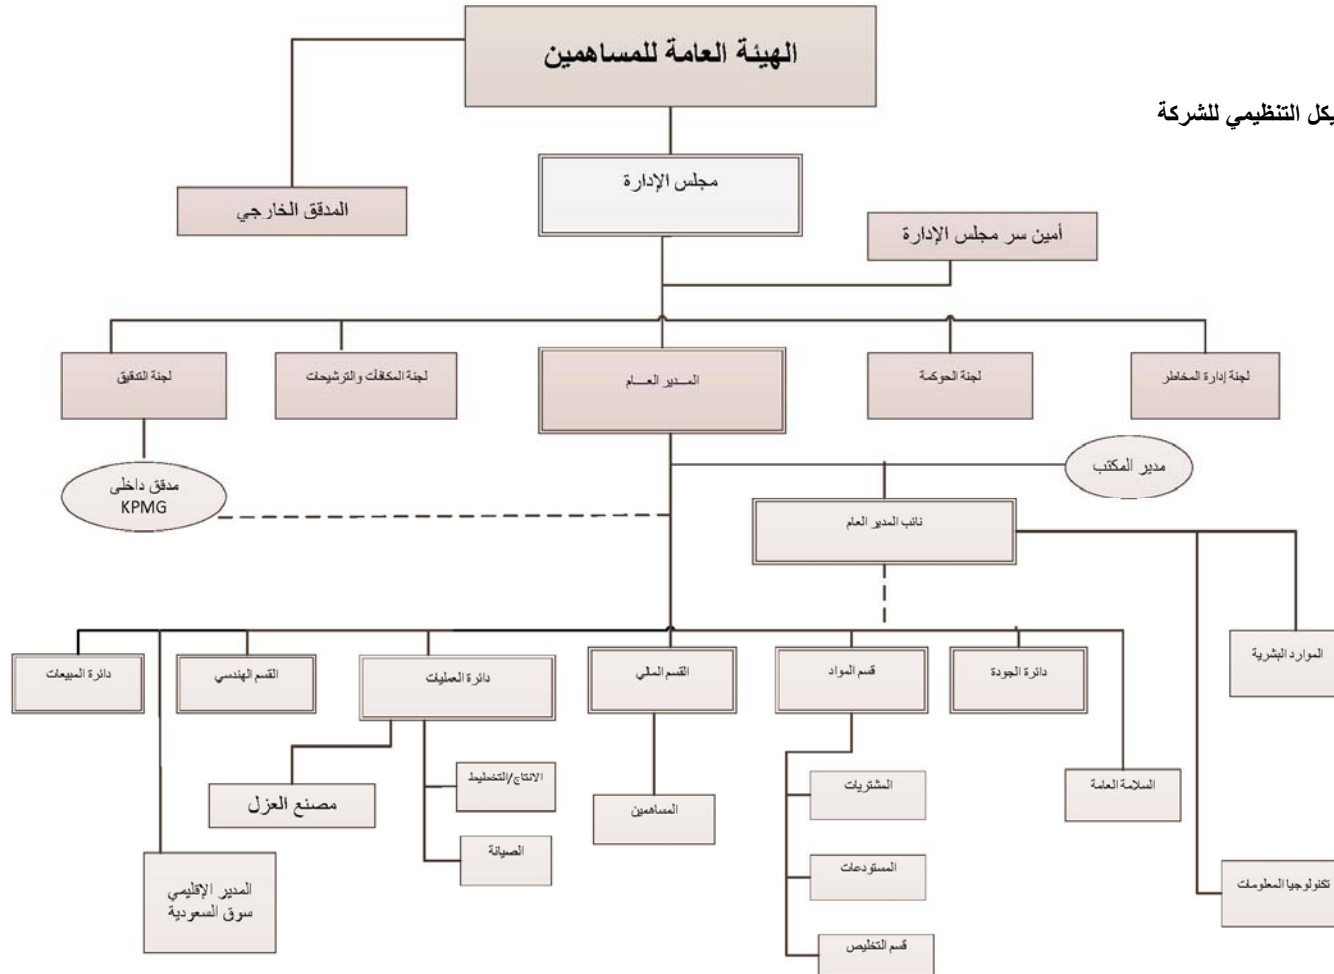 الهيئة العامة للمساهمين
يكل التنظيمي للشركة
مجلس الإدارة
المدقق الخارجي
أمين سر مجلس الإدارة
لجنة إدارة المخاطر
لجنة الحوكمة
المـــدير العــــام
لجنة المكافآت والترشيحات
لجنة التدقيق
مدير المكتب
مدقق داخلي
KPMG
نائب المدير العام
الموارد البشرية
دائرة الجودة
قسم المواد
القسم المالي
دائرة العمليات
القسم الهندسي
دائرة المبيعات
السلامة العامة
المشتريات
المساهمين
الانتاج/التخطيط
مصنع العزل
الصيانة
المستودعات
تكنولوجيا المعلومات
المدير الإقليمي
سوق السعودية
قسم التخليص